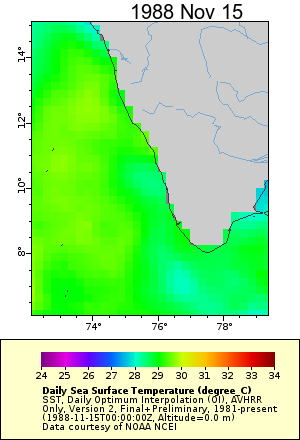 1988 Nov 15
14°
12°
10°
8°
74°
76°
78°
24 25 26 27 28 29 30 31 32 33 34
Daily Sea Surface Temperature (degree_C)
SST, Daily Optimum Interpolation (OI), AVHRR
Only, Version 2, Final+Preliminary, 1981-present
(1988-11-15T00:00:00Z, Altitude=0.0 m)
Data courtesy of NOAA NCEI